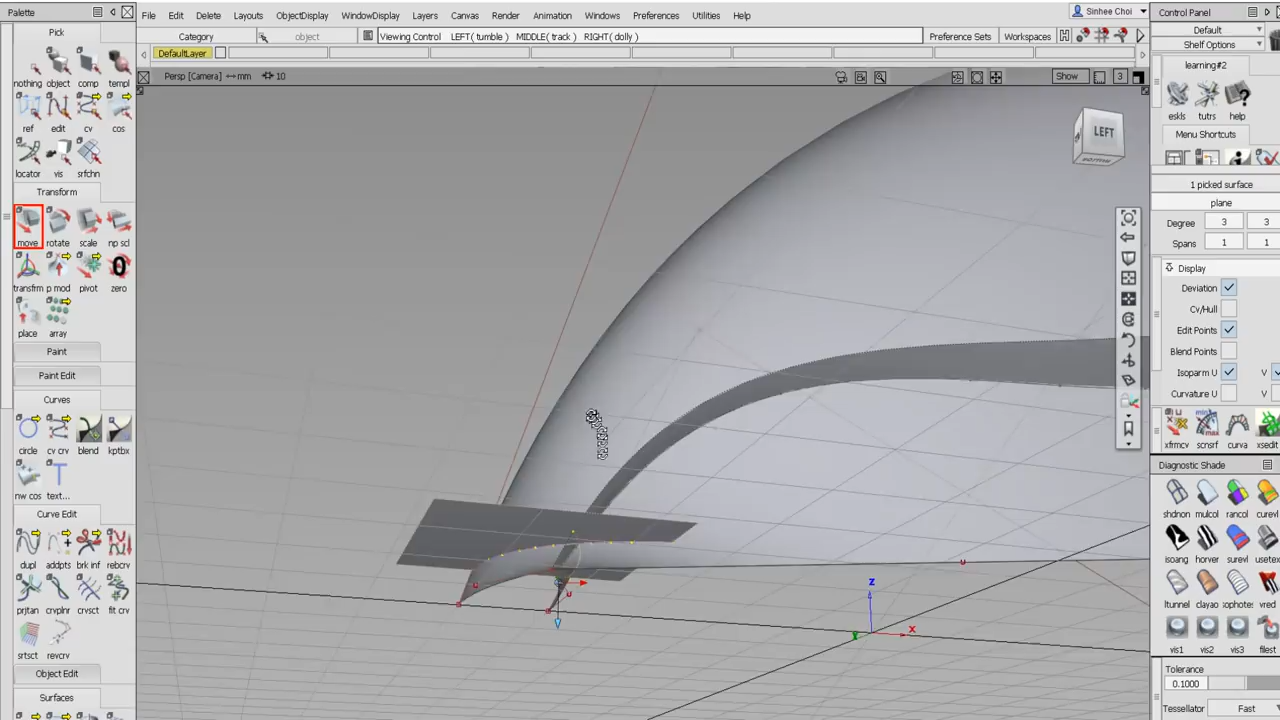 Palette
File Edit Delete Layouts ObjectDisplay WindowDisplay Layers Canvas Render Animation Windows Preferences Utilities Help
Sinhee Choi
Control Panel
Pick
Category
object
Viewing Control LEFT( tumble ) MIDDLE( track ) RIGHT( dolly )
Preference Sets
Workspaces
Default
Shelf Options
DefaultLayer
nothing object comp templ
Persp [Camera] mm 10
Show
3
learning#2
ref edit cv cos
eskls tutrs help
LEFT
BOTTOM
Menu Shortcuts
locator vis srfchn
Transform
1 picked surface
plane
move rotate scale np scl
Degree 3 3
Spans 1 1
transfrm p mod pivot zero
Display
Deviation
Cv/Hull
place array
Edit Points
Paint
Blend Points
Paint Edit
Isoparm U V
Curves
Curvature U
circle cv crv blend kptbx
xfrmcv scnsrf curva xsedit
Diagnostic Shade
nw cos text...
shdnon mulcol rancol curevl
Curve Edit
dupl addpts brk inf rebcrv
isoang horver surevl usetex
prjtan crvplnr crvsct fit crv
ltunnel clayao sophotes vred
srtsct revcrv
vis1 vis2 vis3 filest
u
u
u
z
x
Object Edit
Tolerance
0.1000
Surfaces
Tessellator Fast